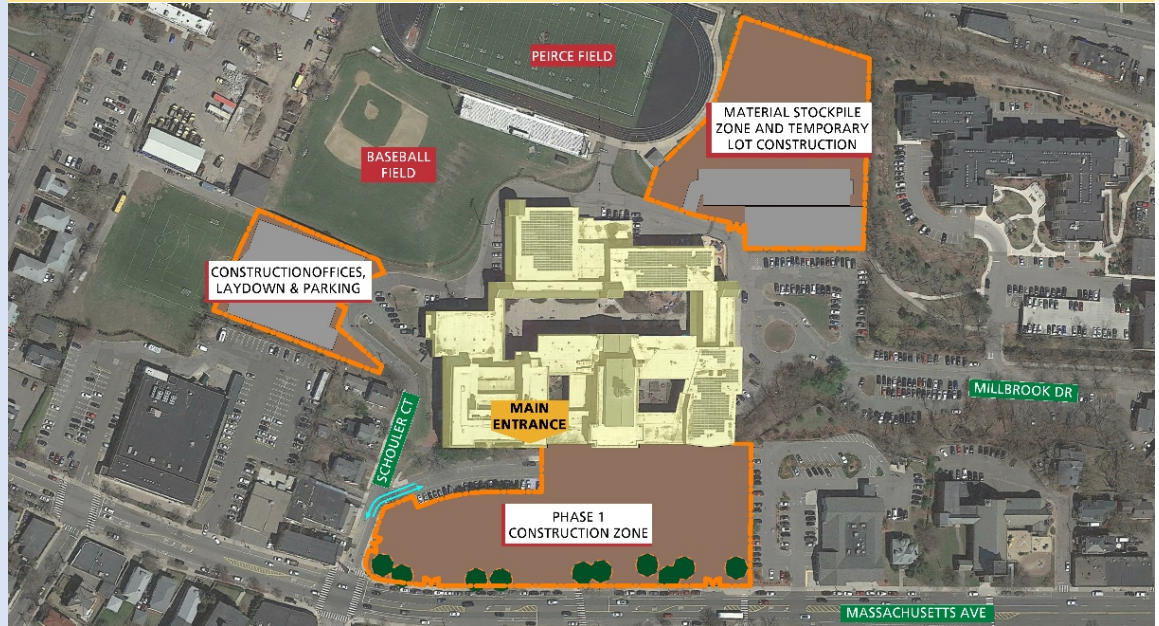 PEIRCE FIELD
MATERIAL STOCKPILE
ZONE AND TEMPORARY
LOT CONSTRUCTION
BASEBALL
FIELD
CONSTRUCTIONOFFICES,
LAYDOWN & PARKING
MILLBROOK DR
MAIN
ENTRANCE
SCHOULER CT
PHASE 1
CONSTRUCTION ZONE
MASSACHUSETTS AVE